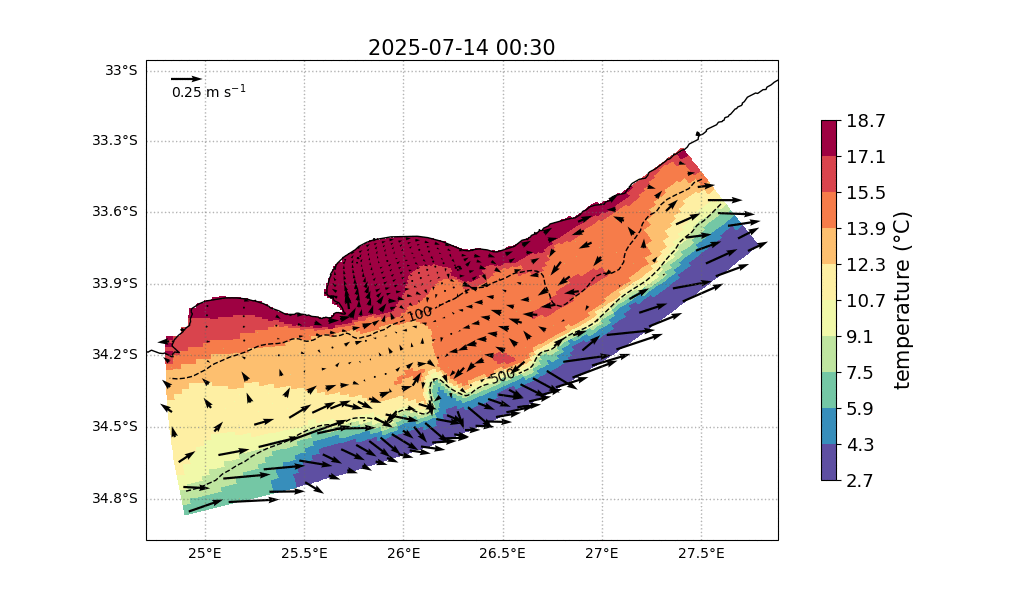 2025-07-14 00:30
0.25 m s⁻¹
33°S
33.3°S
33.6°S
33.9°S
34.2°S
34.5°S
34.8°S
100
500
25°E 25.5°E 26°E 26.5°E 27°E 27.5°E
18.7
17.1
15.5
13.9
12.3
10.7
9.1
7.5
5.9
4.3
2.7
temperature (°C)